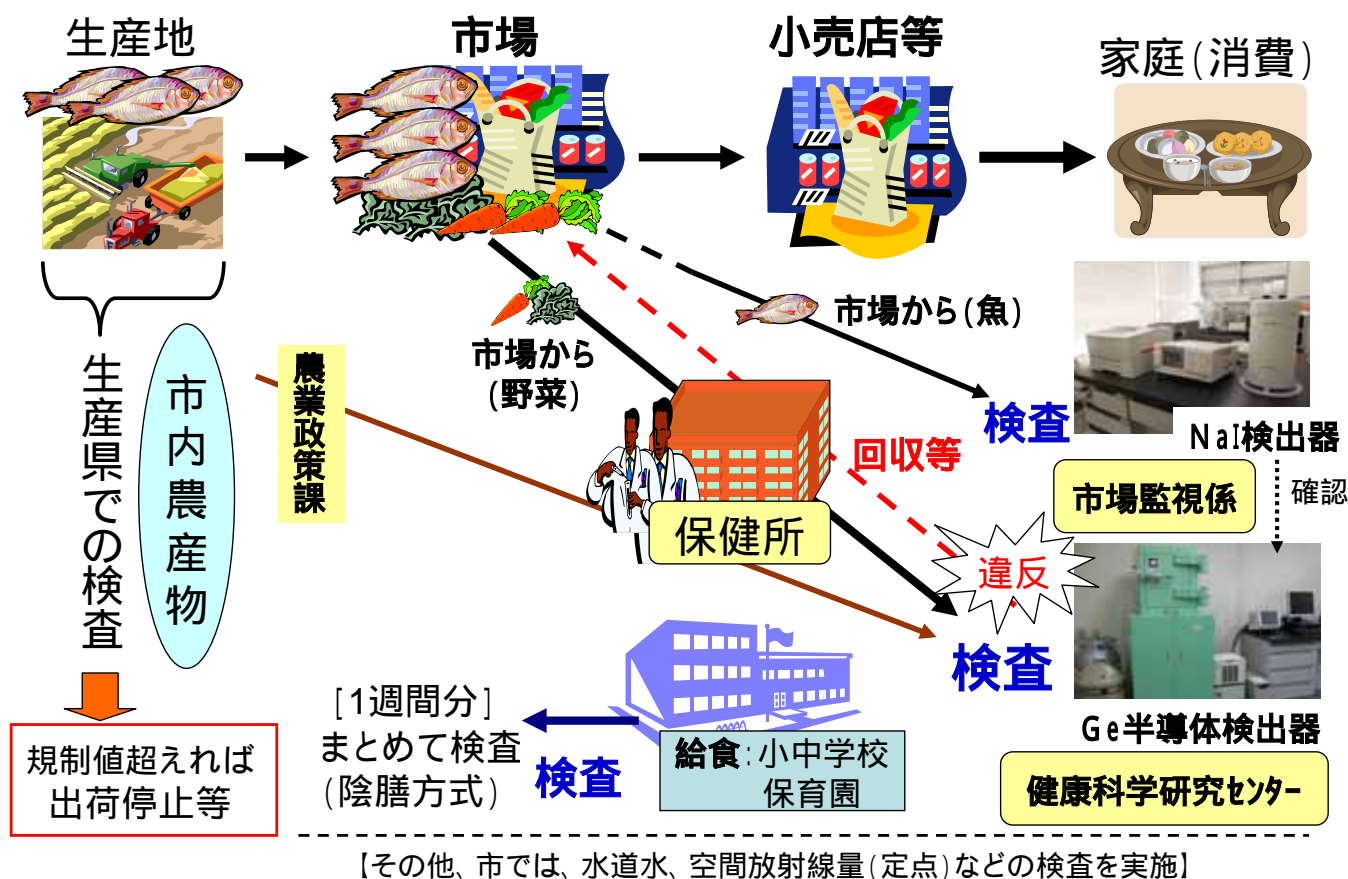 生産地
市場
小売店等
家庭(消費)
市場から(魚)
市場から
(野菜)
生産県での検査
市内農産物
農業政策課
検査
NaI検出器
回収等
市場監視係
確認
保健所
違反
検査
Ge半導体検出器
健康科学研究センター
[1週間分]
まとめて検査
(陰膳方式)
検査
給食:小中学校
保育園
規制値超えれば
出荷停止等
【その他、市では、水道水、空間放射線量(定点)などの検査を実施】